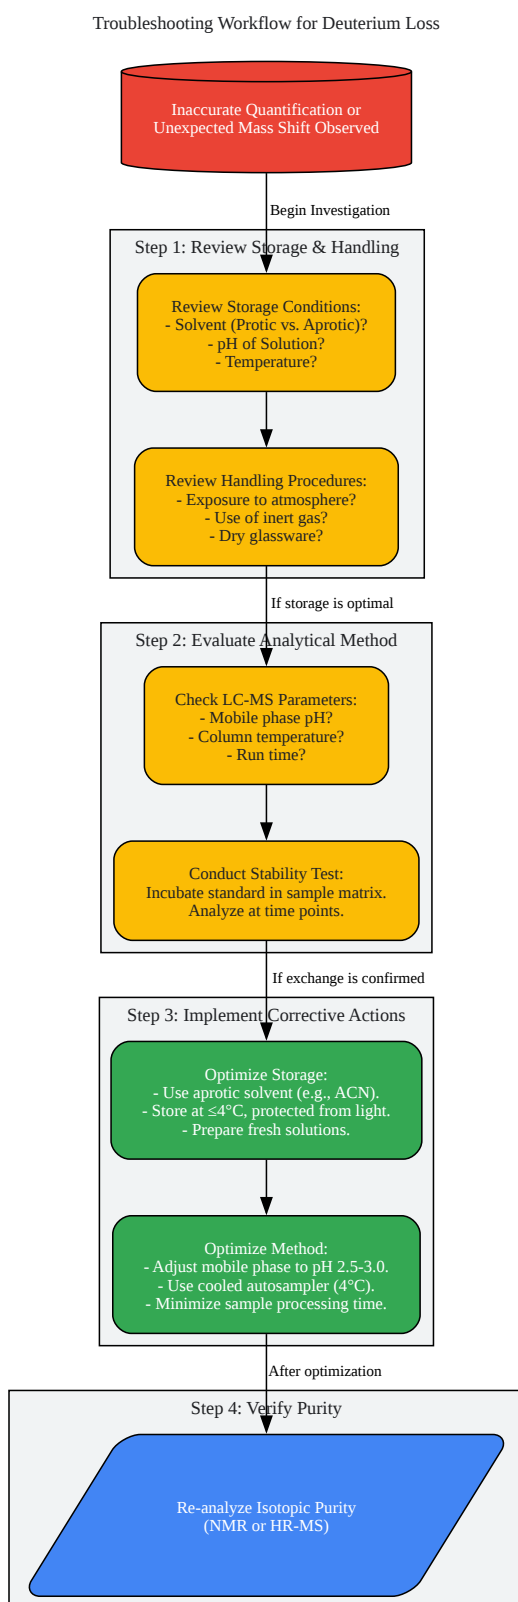 Troubleshooting Workflow for Deuterium Loss
Inaccurate Quantification or
Unexpected Mass Shift Observed
Begin Investigation
Step 1: Review Storage & Handling
Review Storage Conditions:
- Solvent (Protic vs. Aprotic)?
- pH of Solution?
- Temperature?
Review Handling Procedures:
- Exposure to atmosphere?
- Use of inert gas?
- Dry glassware?
If storage is optimal
Step 2: Evaluate Analytical Method
Check LC-MS Parameters:
- Mobile phase pH?
- Column temperature?
- Run time?
Conduct Stability Test:
Incubate standard in sample matrix.
Analyze at time points.
If exchange is confirmed
Step 3: Implement Corrective Actions
Optimize Storage:
- Use aprotic solvent (e.g., ACN).
- Store at ≤4°C, protected from light.
- Prepare fresh solutions.
Optimize Method:
- Adjust mobile phase to pH 2.5-3.0.
- Use cooled autosampler (4°C).
- Minimize sample processing time.
After optimization
Step 4: Verify Purity
Re-analyze Isotopic Purity
(NMR or HR-MS)